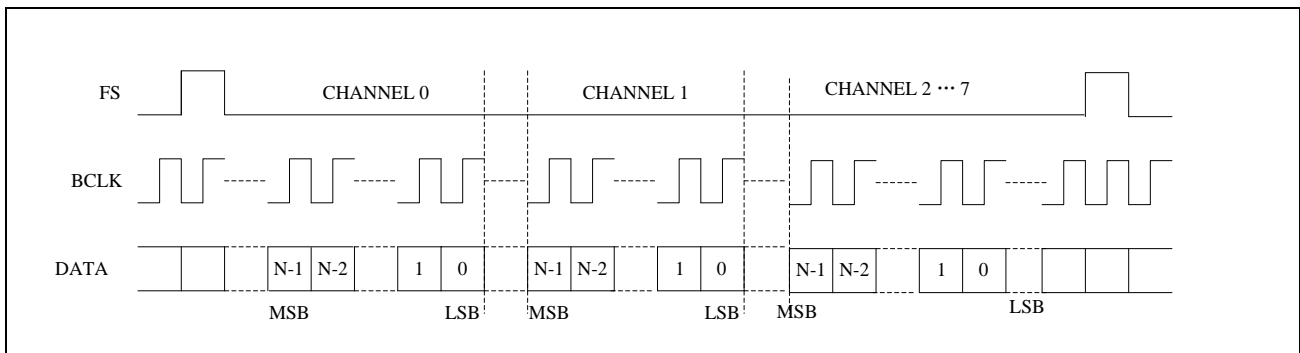 FS CHANNEL 0 CHANNEL 1 CHANNEL 2 ··· 7
BCLK
DATA N-1 N-2 1 0 N-1 N-2 1 0 N-1 N-2 1 0
MSB LSB MSB LSB MSB LSB